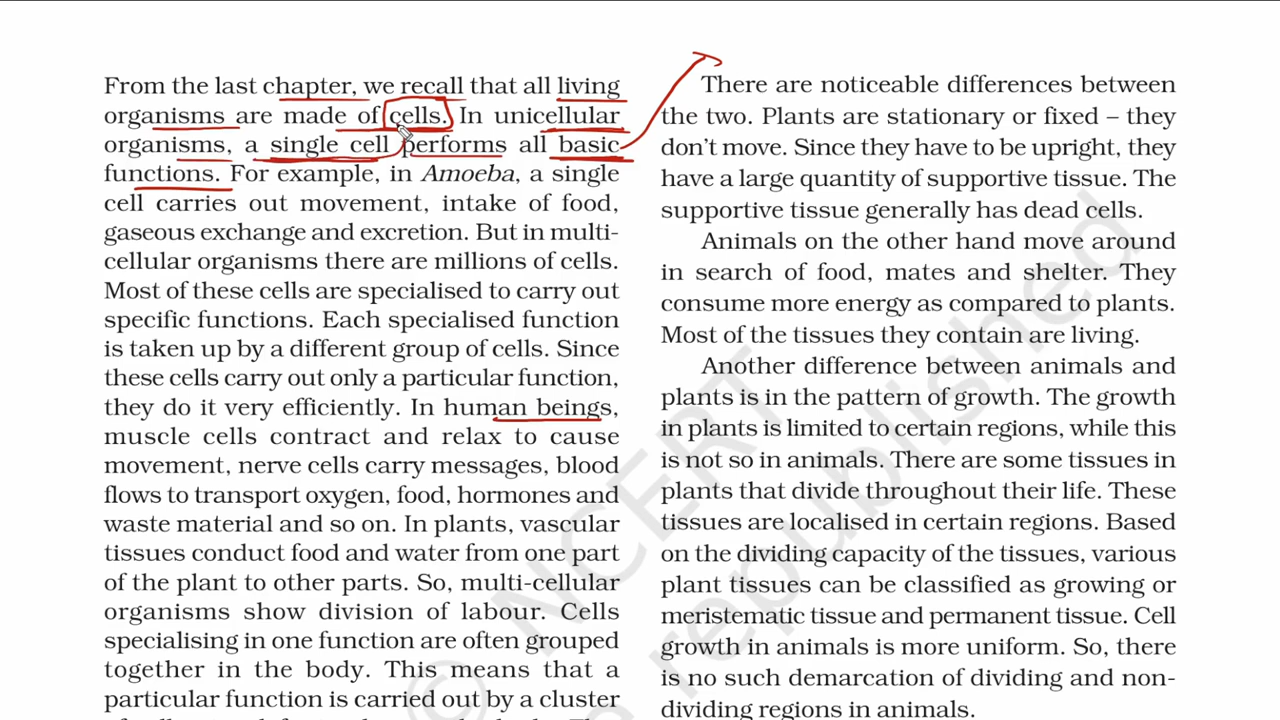 From the last chapter, we recall that all living
organisms are made of cells. In unicellular
organisms, a single cell performs all basic
functions. For example, in Amoeba, a single
cell carries out movement, intake of food,
gaseous exchange and excretion. But in multi-
cellular organisms there are millions of cells.
Most of these cells are specialised to carry out
specific functions. Each specialised function
is taken up by a different group of cells. Since
these cells carry out only a particular function,
they do it very efficiently. In human beings,
muscle cells contract and relax to cause
movement, nerve cells carry messages, blood
flows to transport oxygen, food, hormones and
waste material and so on. In plants, vascular
tissues conduct food and water from one part
of the plant to other parts. So, multi-cellular
organisms show division of labour. Cells
specialising in one function are often grouped
together in the body. This means that a
particular function is carried out by a cluster
There are noticeable differences between
the two. Plants are stationary or fixed – they
don't move. Since they have to be upright, they
have a large quantity of supportive tissue. The
supportive tissue generally has dead cells.
Animals on the other hand move around
in search of food, mates and shelter. They
consume more energy as compared to plants.
Most of the tissues they contain are living.
Another difference between animals and
plants is in the pattern of growth. The growth
in plants is limited to certain regions, while this
is not so in animals. There are some tissues in
plants that divide throughout their life. These
tissues are localised in certain regions. Based
on the dividing capacity of the tissues, various
plant tissues can be classified as growing or
meristematic tissue and permanent tissue. Cell
growth in animals is more uniform. So, there
is no such demarcation of dividing and non-
dividing regions in animals.
© NCERT
republished